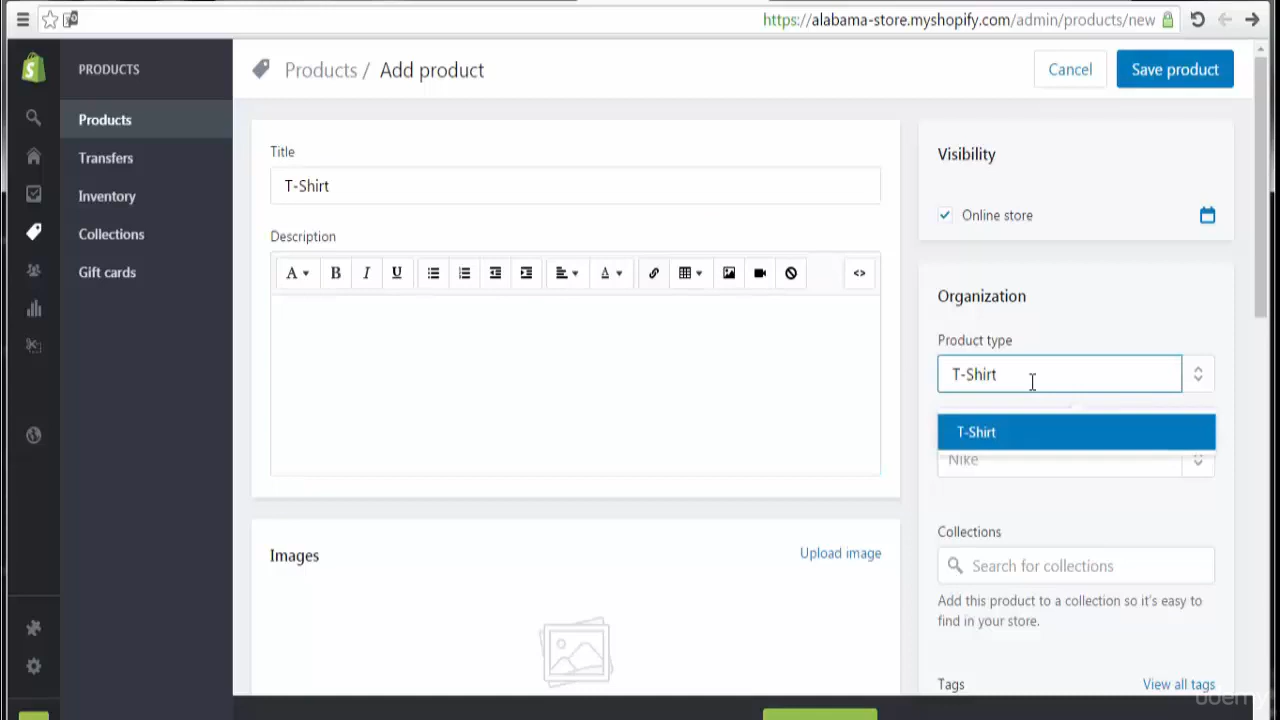 https://alabama-store.myshopify.com/admin/products/new
PRODUCTS
Products
Transfers
Inventory
Collections
Gift cards
Products / Add product
Cancel
Save product
Title
T-Shirt
Description
A
B
I
U
A
<>
Images
Upload image
Visibility
Online store
Organization
Product type
T-Shirt
T-Shirt
Nike
Collections
Search for collections
Add this product to a collection so it's easy to
find in your store.
Tags
View all tags
udemy